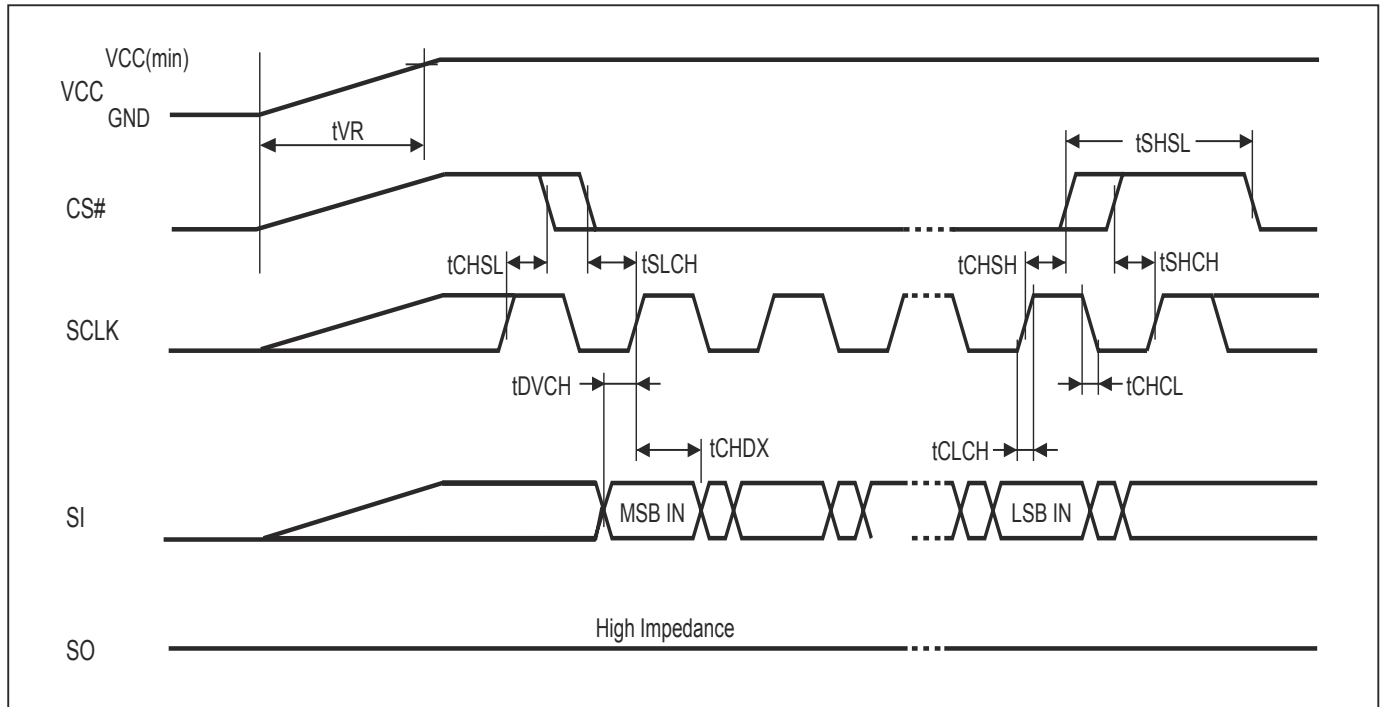 VCC(min)
VCC
GND
tVR
tSHSL
CS#
tCHSL
tSLCH
tCHSH
tSHCH
SCLK
tDVCH
tCHCL
tCHDX
tCLCH
SI
MSB IN
LSB IN
High Impedance
SO